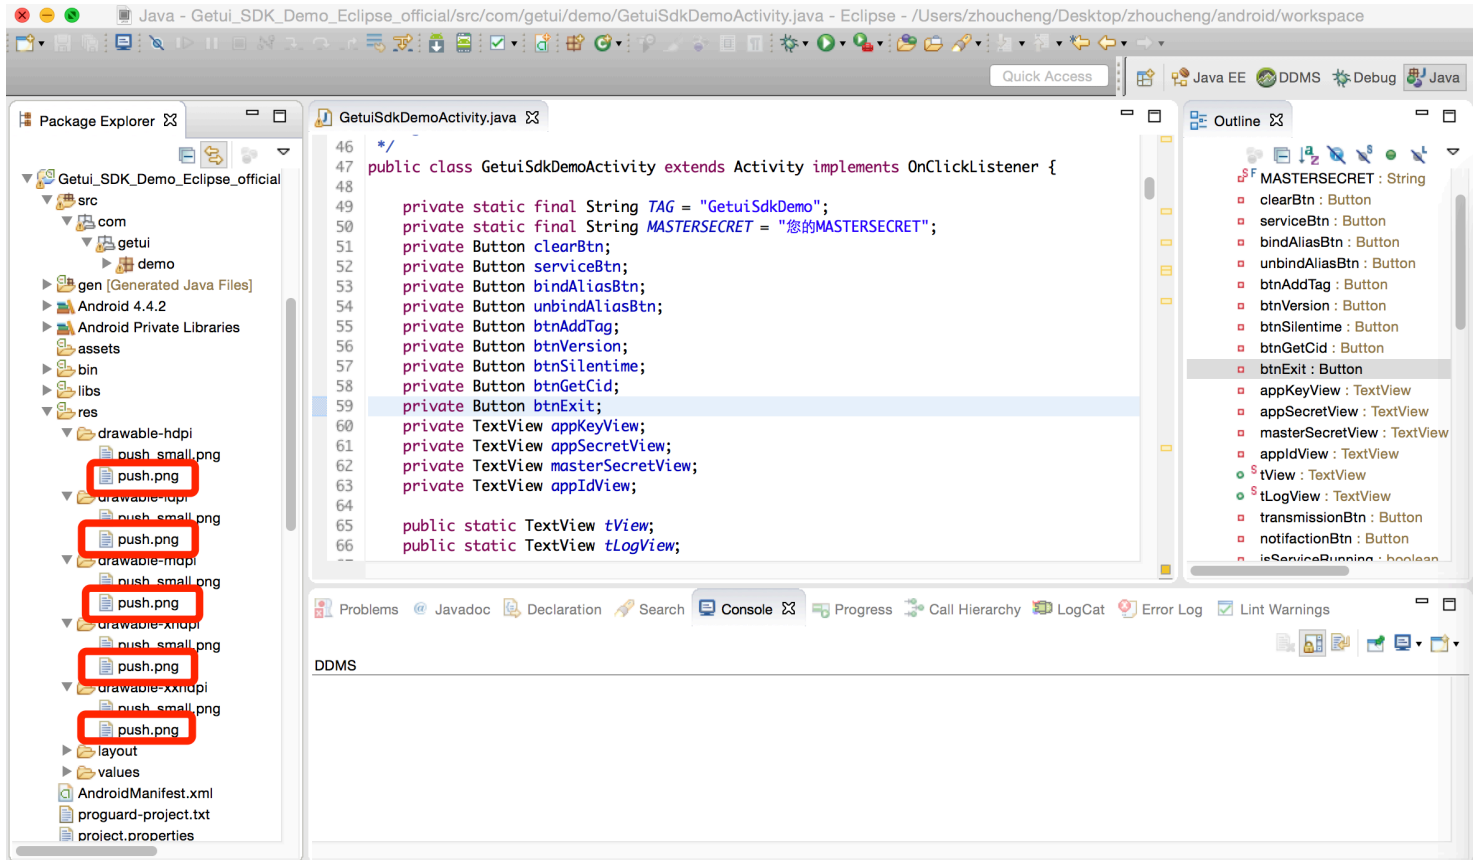 Java - Getui_SDK_Demo_Eclipse_official/src/com/getui/demo/GetuiSdkDemoActivity.java - Eclipse - /Users/zhoucheng/Desktop/zhoucheng/android/workspace
Quick Access
Java EE
DDMS
Debug
Java
Package Explorer
Getui_SDK_Demo_Eclipse_official
src
com
getui
demo
gen [Generated Java Files]
Android 4.4.2
Android Private Libraries
assets
bin
libs
res
drawable-hdpi
push_small.png
push.png
drawable-ldpi
push_small.png
push.png
drawable-mdpi
push_small.png
push.png
drawable-xhdpi
push_small.png
push.png
drawable-xxhdpi
push_small.png
push.png
layout
values
AndroidManifest.xml
proguard-project.txt
project.properties
GetuiSdkDemoActivity.java
46 */
47 public class GetuiSdkDemoActivity extends Activity implements OnClickListener {
48
49 private static final String TAG = "GetuiSdkDemo";
50 private static final String MASTERSECRET = "您的MASTERSECRET";
51 private Button clearBtn;
52 private Button serviceBtn;
53 private Button bindAliasBtn;
54 private Button unbindAliasBtn;
55 private Button btnAddTag;
56 private Button btnVersion;
57 private Button btnSilentime;
58 private Button btnGetCid;
59 private Button btnExit;
60 private TextView appKeyView;
61 private TextView appSecretView;
62 private TextView masterSecretView;
63 private TextView appIdView;
64
65 public static TextView tView;
66 public static TextView tLogView;
Outline
MASTERSECRET : String
clearBtn : Button
serviceBtn : Button
bindAliasBtn : Button
unbindAliasBtn : Button
btnAddTag : Button
btnVersion : Button
btnSilentime : Button
btnGetCid : Button
btnExit : Button
appKeyView : TextView
appSecretView : TextView
masterSecretView : TextView
appIdView : TextView
tView : TextView
tLogView : TextView
transmissionBtn : Button
notifactionBtn : Button
isServiceRunning : boolean
Problems
Javadoc
Declaration
Search
Console
Progress
Call Hierarchy
LogCat
Error Log
Lint Warnings
DDMS